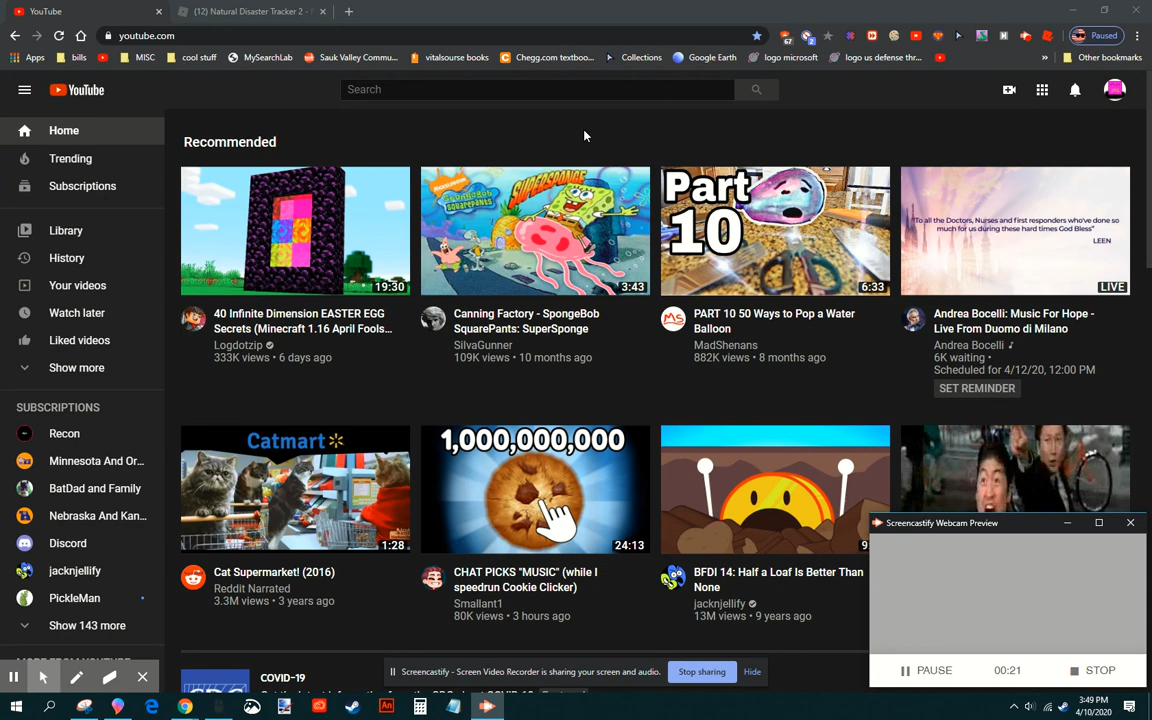 YouTube
(12) Natural Disaster Tracker 2 -
youtube.com
67
2
Paused
Apps
bills
MISC
cool stuff
MySearchLab
Sauk Valley Commu...
vitalsourse books
Chegg.com textboo...
Collections
Google Earth
logo microsoft
logo us defense thr...
»
Other bookmarks
YouTube
Search
Home
Trending
Subscriptions
Library
History
Your videos
Watch later
Liked videos
Show more
SUBSCRIPTIONS
Recon
Minnesota And Or...
BatDad and Family
Nebraska And Kan...
Discord
jacknjellify
PickleMan
Show 143 more
MORE FROM YOUTUBE
Recommended
19:30
40 Infinite Dimension EASTER EGG
Secrets (Minecraft 1.16 April Fools...
Logdotzip
333K views • 6 days ago
nickelodeon
SpongeBob
SQUAREPANTS
SUPERSPONGE
3:43
Canning Factory - SpongeBob
SquarePants: SuperSponge
SilvaGunner
109K views • 10 months ago
Part
10
6:33
MS
PART 10 50 Ways to Pop a Water
Balloon
MadShenans
882K views • 8 months ago
"To all the Doctors, Nurses and first responders who've done so
much for us during these hard times God Bless"
LEEN
LIVE
Andrea Bocelli: Music For Hope -
Live From Duomo di Milano
Andrea Bocelli
6K waiting •
Scheduled for 4/12/20, 12:00 PM
SET REMINDER
Catmart
1:28
Cat Supermarket! (2016)
Reddit Narrated
3.3M views • 3 years ago
1,000,000,000
24:13
CHAT PICKS "MUSIC" (while I
speedrun Cookie Clicker)
Smallant1
80K views • 3 hours ago
BFDI 14: Half a Loaf Is Better Than
None
jacknjellify
13M views • 9 years ago
Screencastify Webcam Preview
PAUSE
00:21
STOP
COVID-19
Screencastify - Screen Video Recorder is sharing your screen and audio.
Stop sharing
Hide
An
3:49 PM
4/10/2020